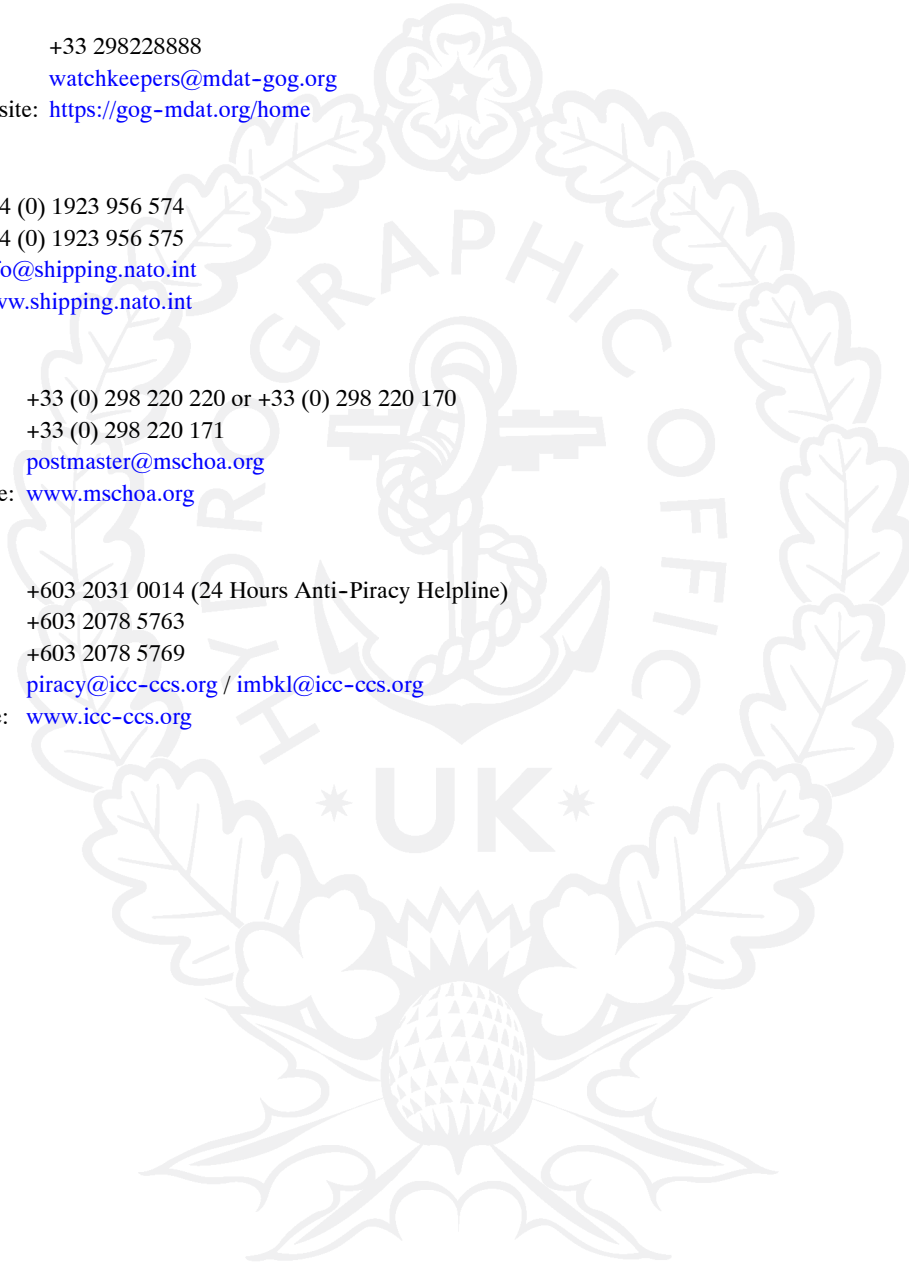 +33 298228888
watchkeepers@mdat-gog.org
site: https://gog-mdat.org/home
4 (0) 1923 956 574
4 (0) 1923 956 575
o@shipping.nato.int
ww.shipping.nato.int
+33 (0) 298 220 220 or +33 (0) 298 220 170
+33 (0) 298 220 171
postmaster@mschoa.org
e: www.mschoa.org
+603 2031 0014 (24 Hours Anti-Piracy Helpline)
+603 2078 5763
+603 2078 5769
piracy@icc-ccs.org / imbkl@icc-ccs.org
e: www.icc-ccs.org
HYDROGRAPHIC OFFICE
* UK *